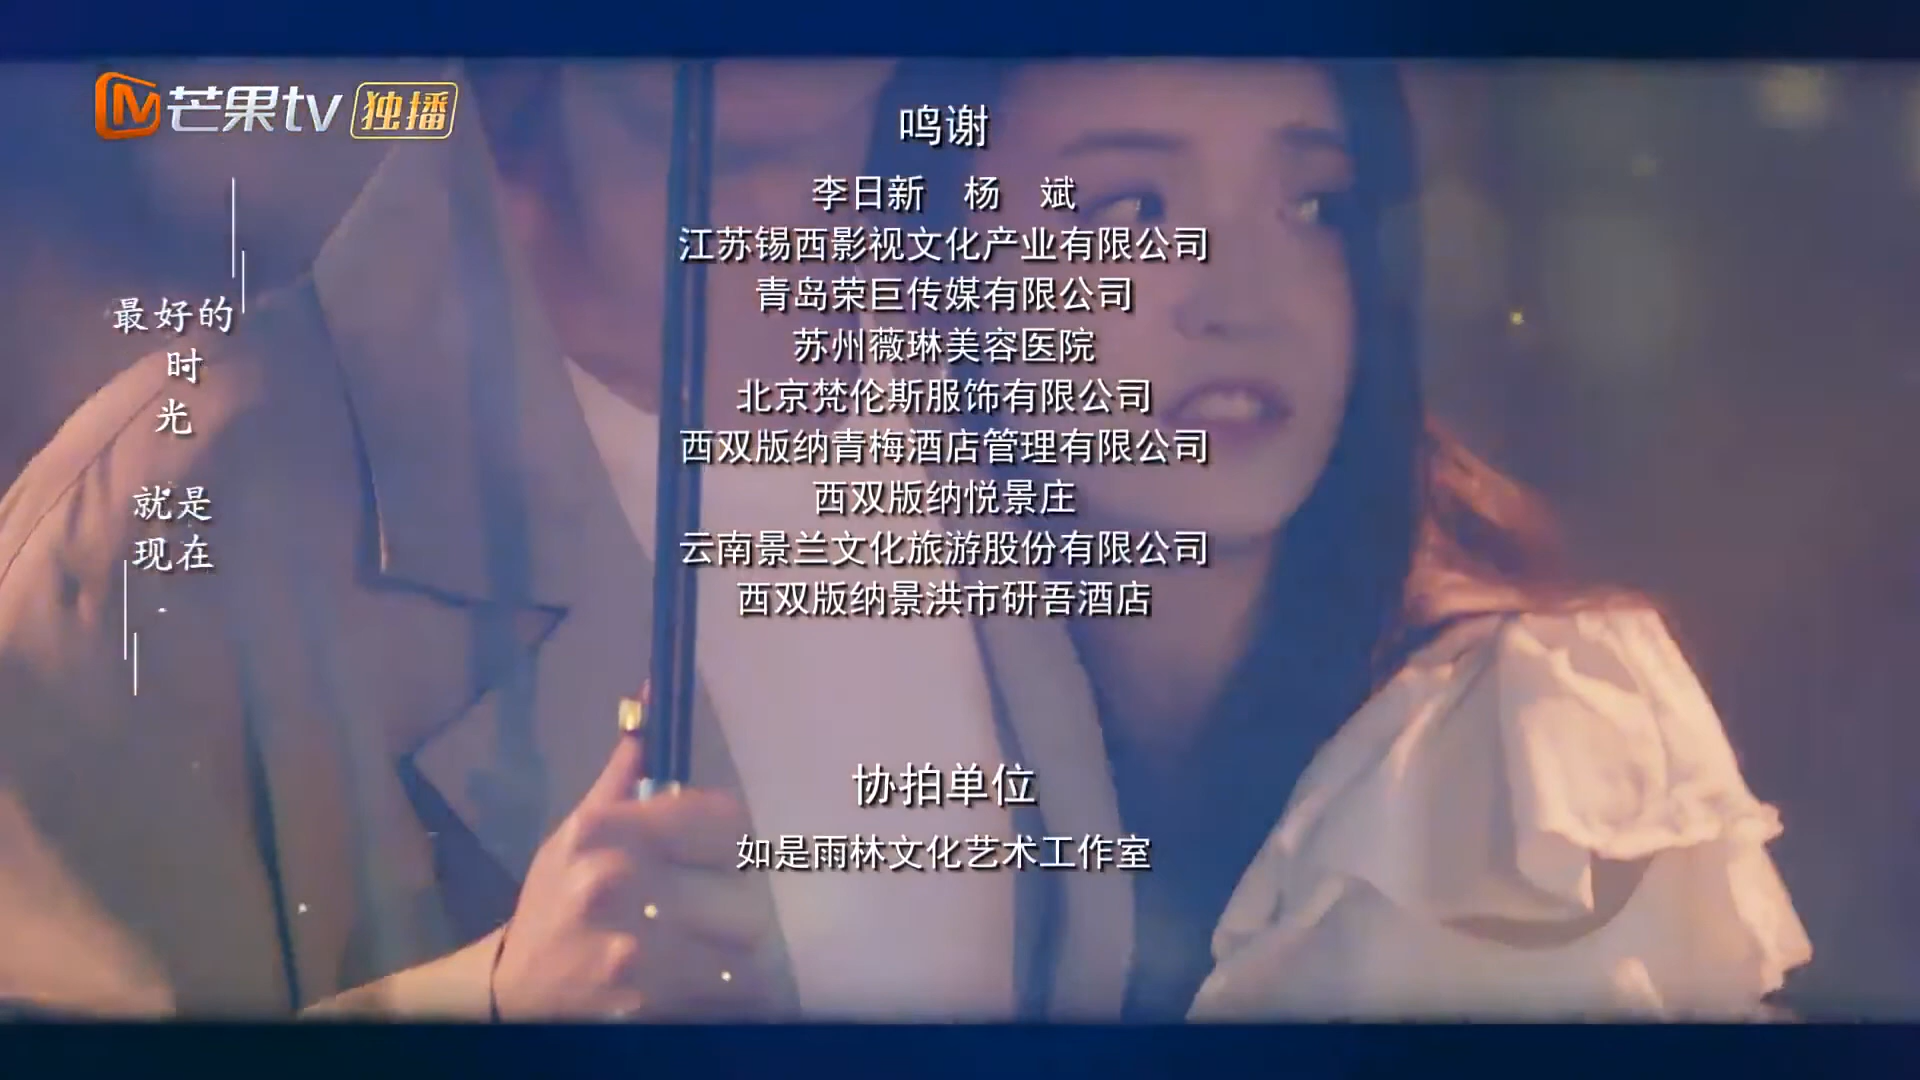 芒果tv 独播
鸣谢
李日新 杨 斌
江苏锡西影视文化产业有限公司
青岛荣巨传媒有限公司
苏州薇琳美容医院
北京梵伦斯服饰有限公司
西双版纳青梅酒店管理有限公司
西双版纳悦景庄
云南景兰文化旅游股份有限公司
西双版纳景洪市研吾酒店
协拍单位
如是雨林文化艺术工作室
最好的
时
光
就是
现在